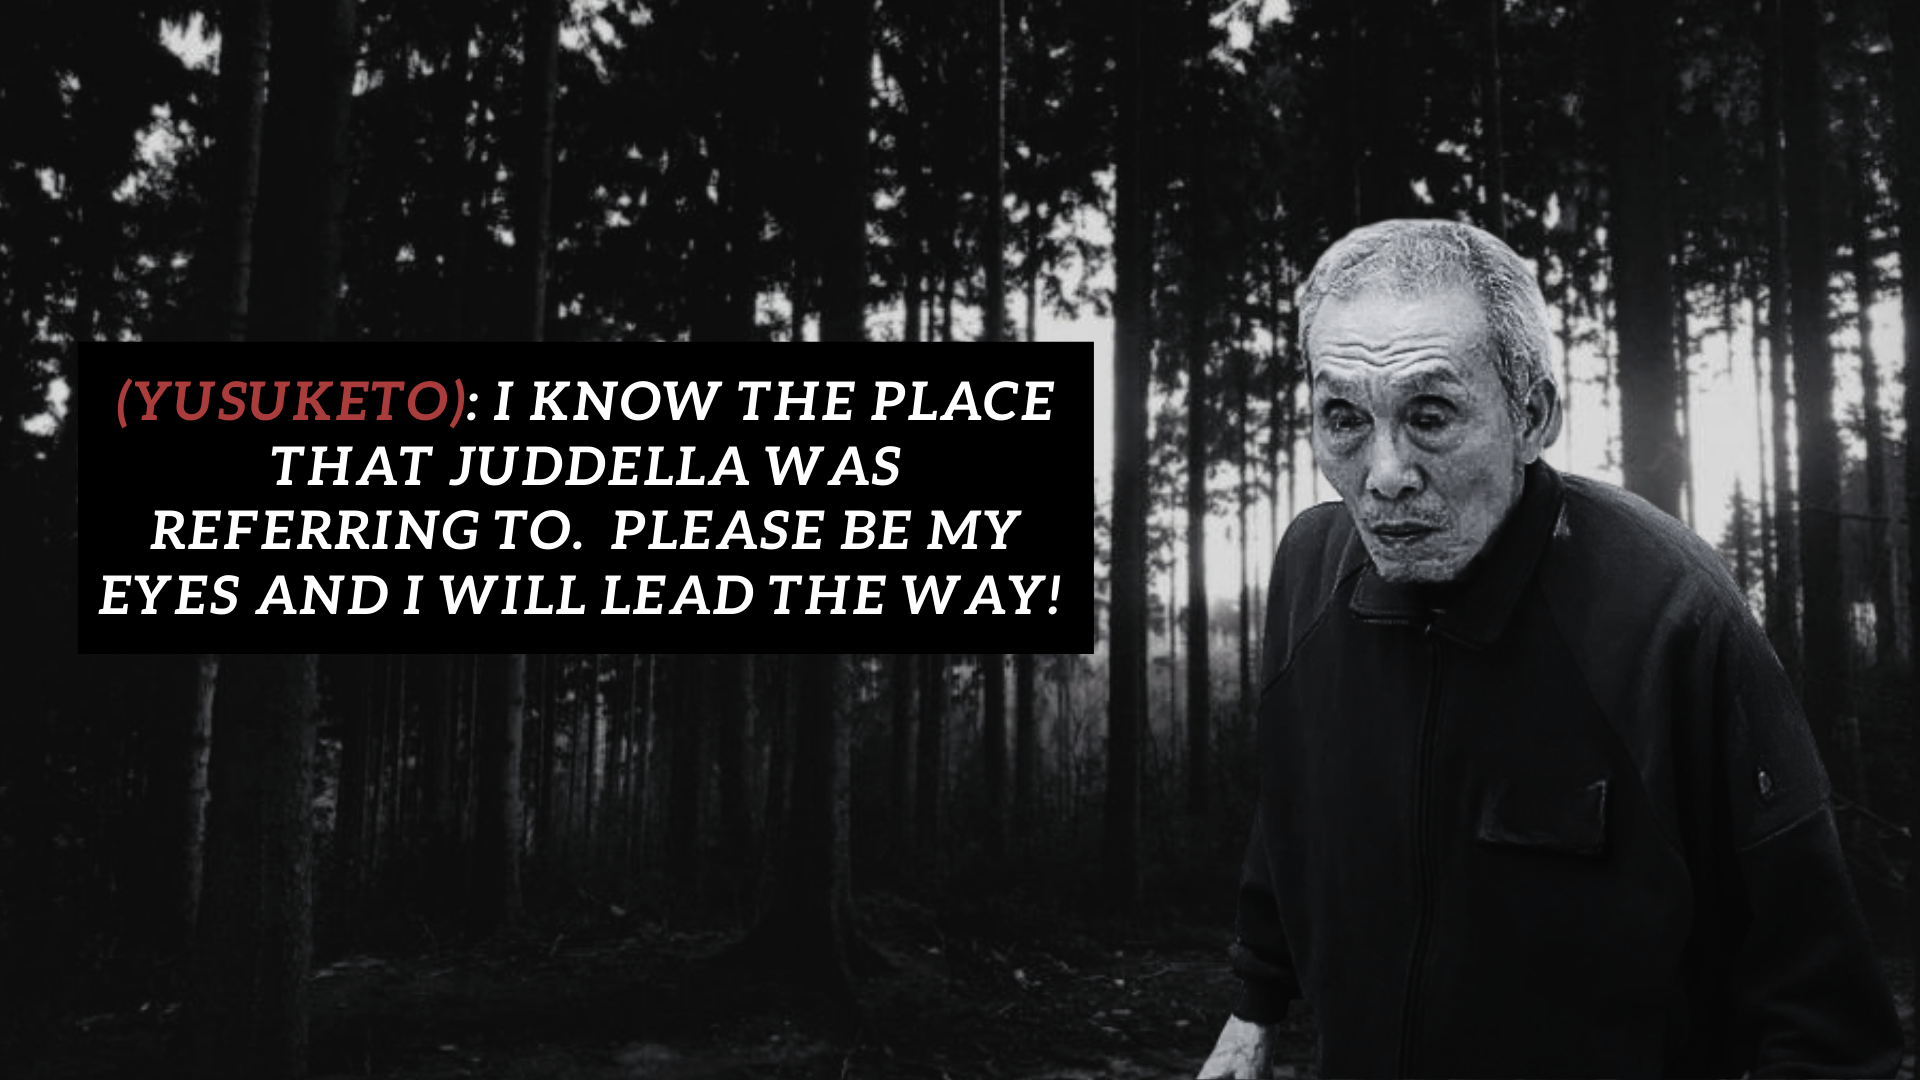 (YUSUKETO): I KNOW THE PLACE
THAT JUDDELLA WAS
REFERRING TO.  PLEASE BE MY
EYES AND I WILL LEAD THE WAY!